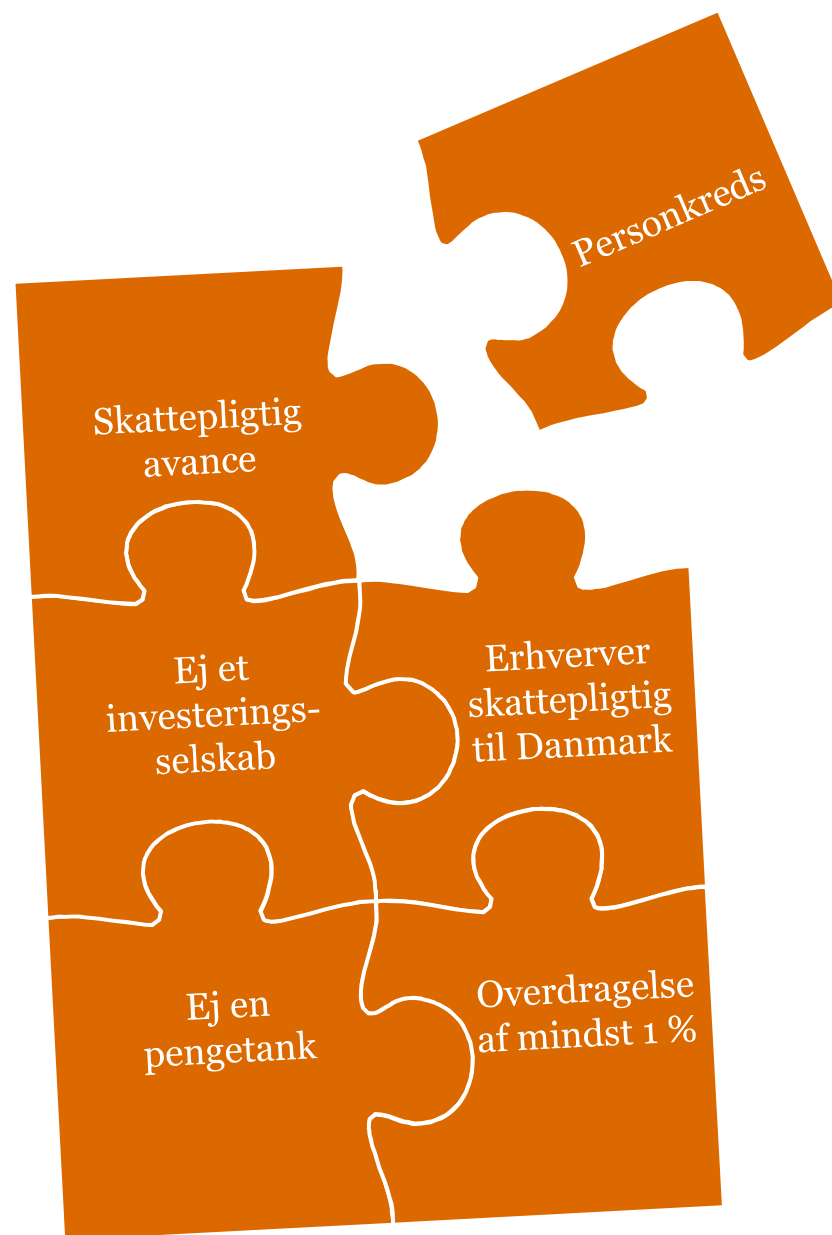 Personkreds
Skattepligtig
avance
Ej et
investerings-
selskab
Erhverver
skattepligtig
til Danmark
Ej en
pengetank
Overdragelse
af mindst 1 %